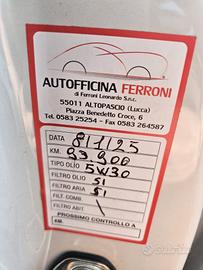 AUTOFFICINA FERRONI
di Ferroni Leonardo S.n.c.
55011 ALTOPASCIO (Lucca)
Piazza Benedetto Croce, 6
Tel. 0583 25254 - Fax 0583 264587
DATA 8/1/25
KM. 93.900
TIPO OLIO 5W30
FILTRO OLIO SI
FILTRO ARIA SI
FILT. COMB. \
FILTRO ABIT. \
PROSSIMO CONTROLLO A
KM.
subito